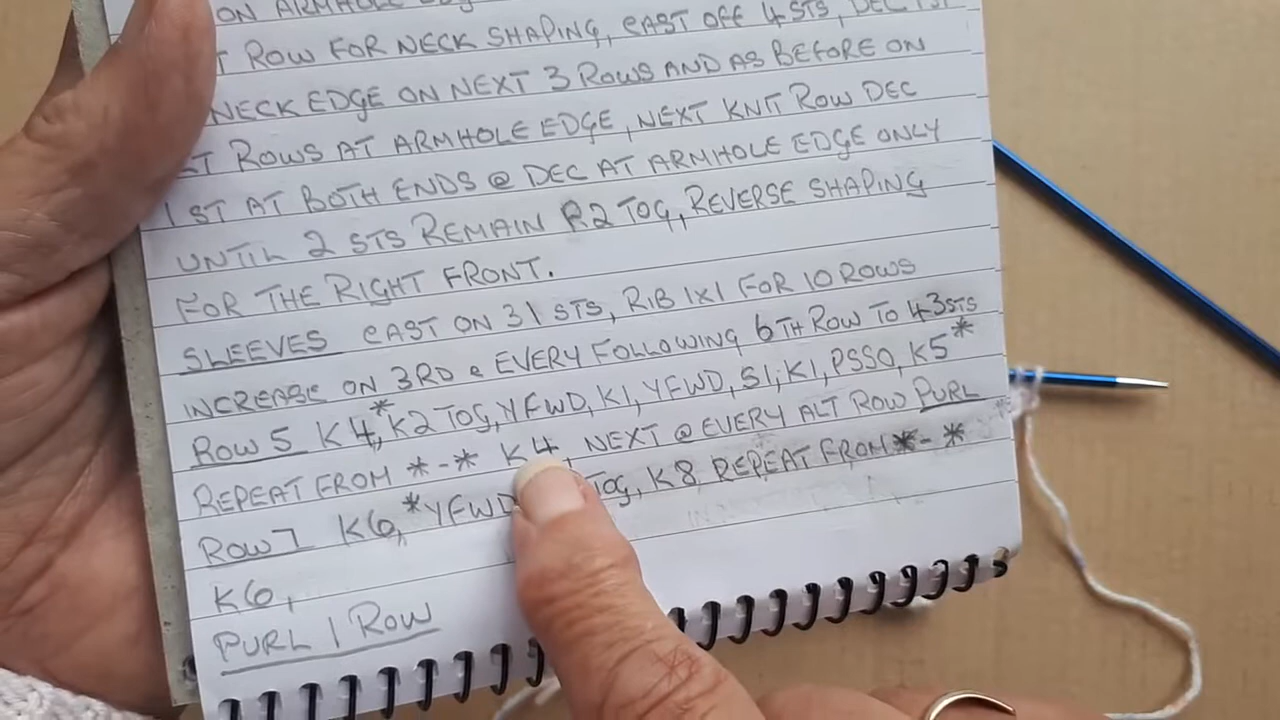 ON ARMHOLE EDGE
ROW FOR NECK SHAPING, CAST OFF 4 STS, DEC 1ST
NECK EDGE ON NEXT 3 ROWS AND AS BEFORE ON
ROWS AT ARMHOLE EDGE, NEXT KNIT ROW DEC
1 ST AT BOTH ENDS @ DEC AT ARMHOLE EDGE ONLY
UNTIL 2 STS REMAIN R2 TOG, REVERSE SHAPING
FOR THE RIGHT FRONT.
SLEEVES CAST ON 31 STS, RIB 1X1 FOR 10 ROWS
INCREASE ON 3RD @ EVERY FOLLOWING 6TH ROW TO 43 STS
ROW 5 K4,* K2 TOG, YFWD, K1, YFWD, S1, K1, PSSO, K5*
REPEAT FROM *-* K4, NEXT @ EVERY ALT ROW PURL
ROW 7 K6, *YFWD TOG, K8, REPEAT FROM *-*
K6,
PURL 1 ROW